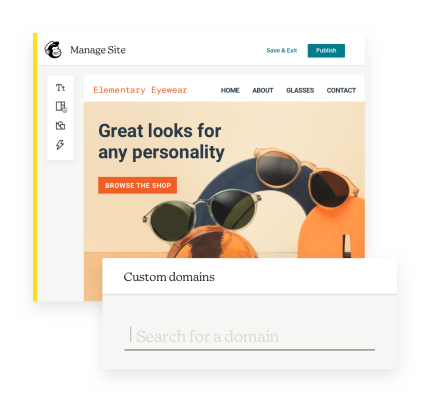 Manage Site
Save & Exit
Publish
Tt
Elementary Eyewear
HOME ABOUT GLASSES CONTACT
Great looks for
any personality
BROWSE THE SHOP
Custom domains
Search for a domain